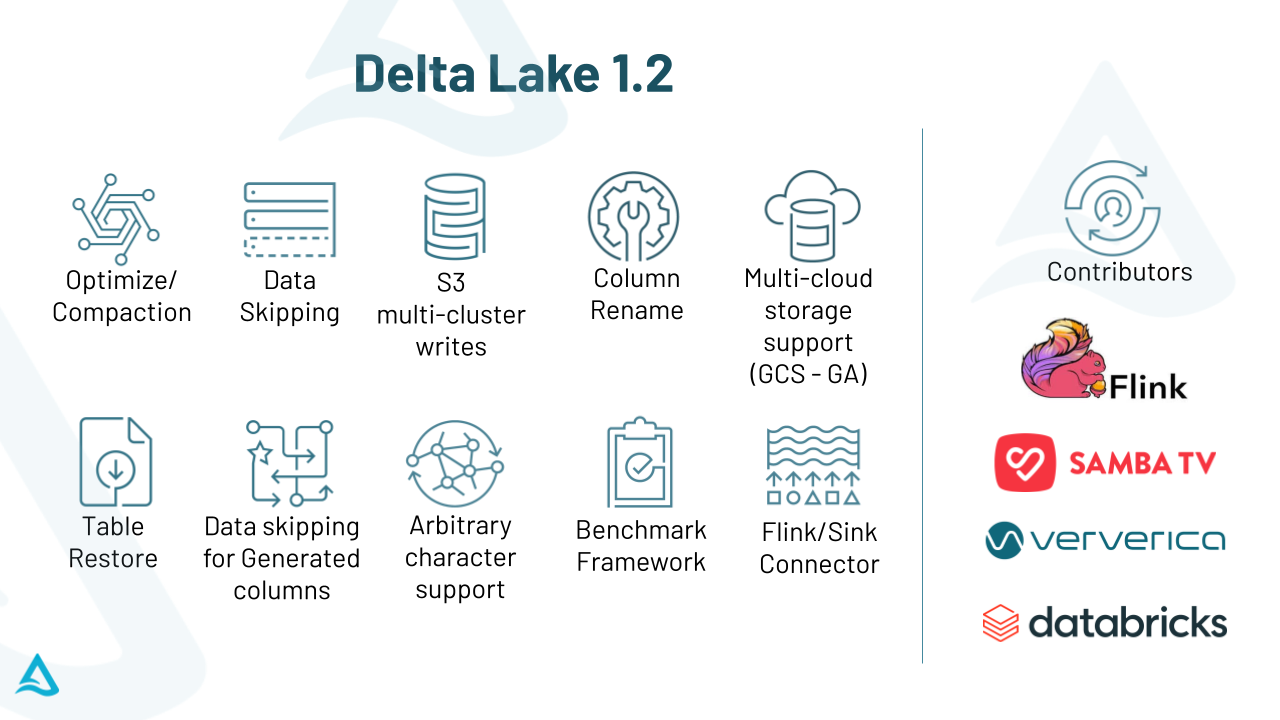 Delta Lake 1.2
Optimize/
Compaction
Data
Skipping
S3
multi-cluster
writes
Column
Rename
Multi-cloud
storage
support
(GCS - GA)
Table
Restore
Data skipping
for Generated
columns
Arbitrary
character
support
Benchmark
Framework
Flink/Sink
Connector
Contributors
Flink
SAMBA TV
ververica
databricks